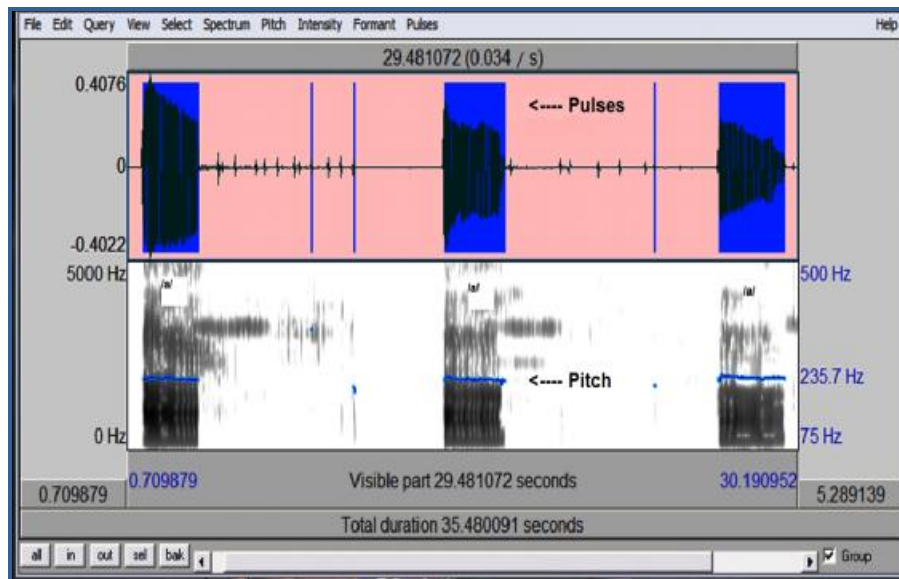 File Edit Query View Select Spectrum Pitch Intensity Formant Pulses Help
29.481072 (0.034 / s)
0.4076
<---- Pulses
0
-0.4022
5000 Hz
/a/ /a/ /a/
500 Hz
<---- Pitch
235.7 Hz
0 Hz
75 Hz
0.709879 Visible part 29.481072 seconds 30.190952
0.709879 5.289139
Total duration 35.480091 seconds
all in out sel bak Group